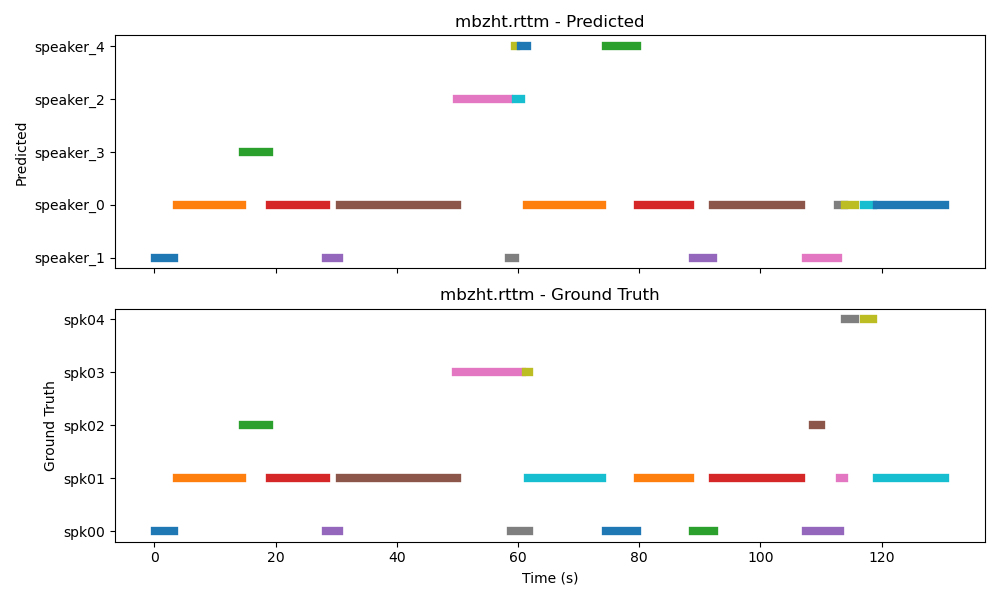 mbzht.rttm - Predicted
speaker_4
speaker_2
speaker_3
speaker_0
speaker_1
Predicted
mbzht.rttm - Ground Truth
spk04
spk03
spk02
spk01
spk00
Ground Truth
0 20 40 60 80 100 120
Time (s)